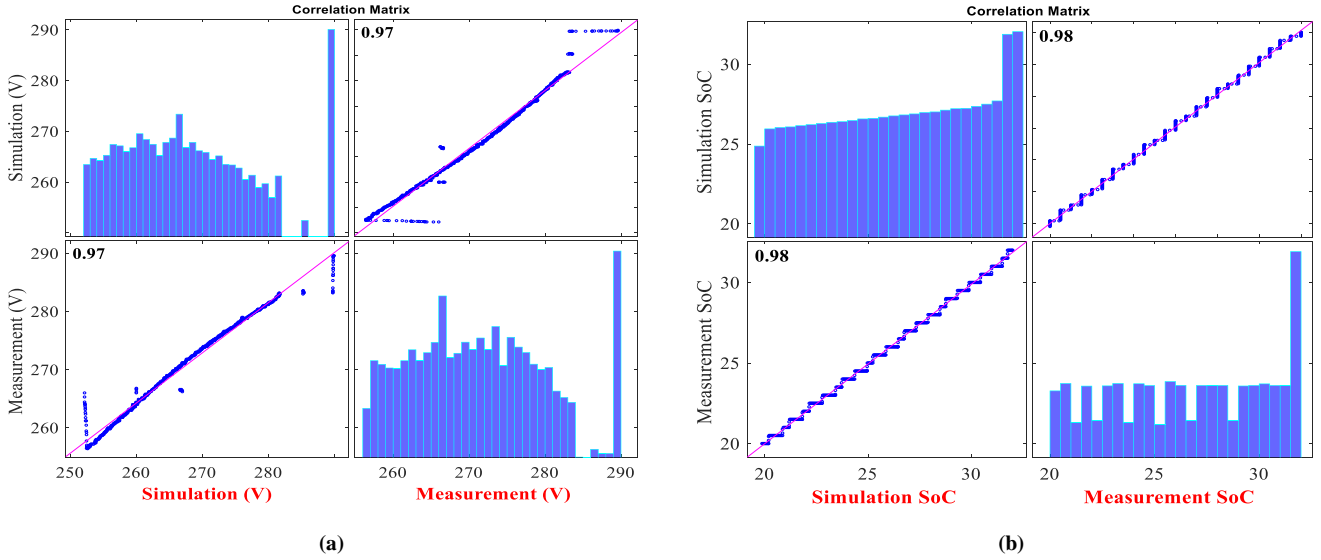 Correlation Matrix
0.97
290
280
270
260
Simulation (V)
0.97
290
280
270
260
Measurement (V)
250 260 270 280
260 270 280 290
Simulation (V)
Measurement (V)
(a)
Correlation Matrix
0.98
30
25
20
Simulation SoC
0.98
30
25
20
Measurement SoC
20 25 30
20 25 30
Simulation SoC
Measurement SoC
(b)